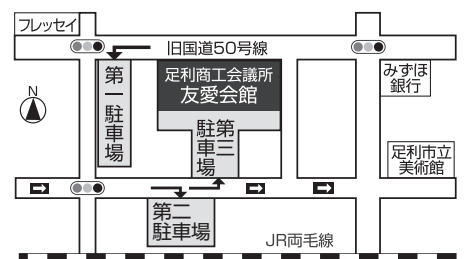 フレッセイ
旧国道50号線
N
第一駐車場
足利商工会議所
友愛会館
みずほ
銀行
第三
駐車場
足利市立
美術館
第二
駐車場
JR両毛線